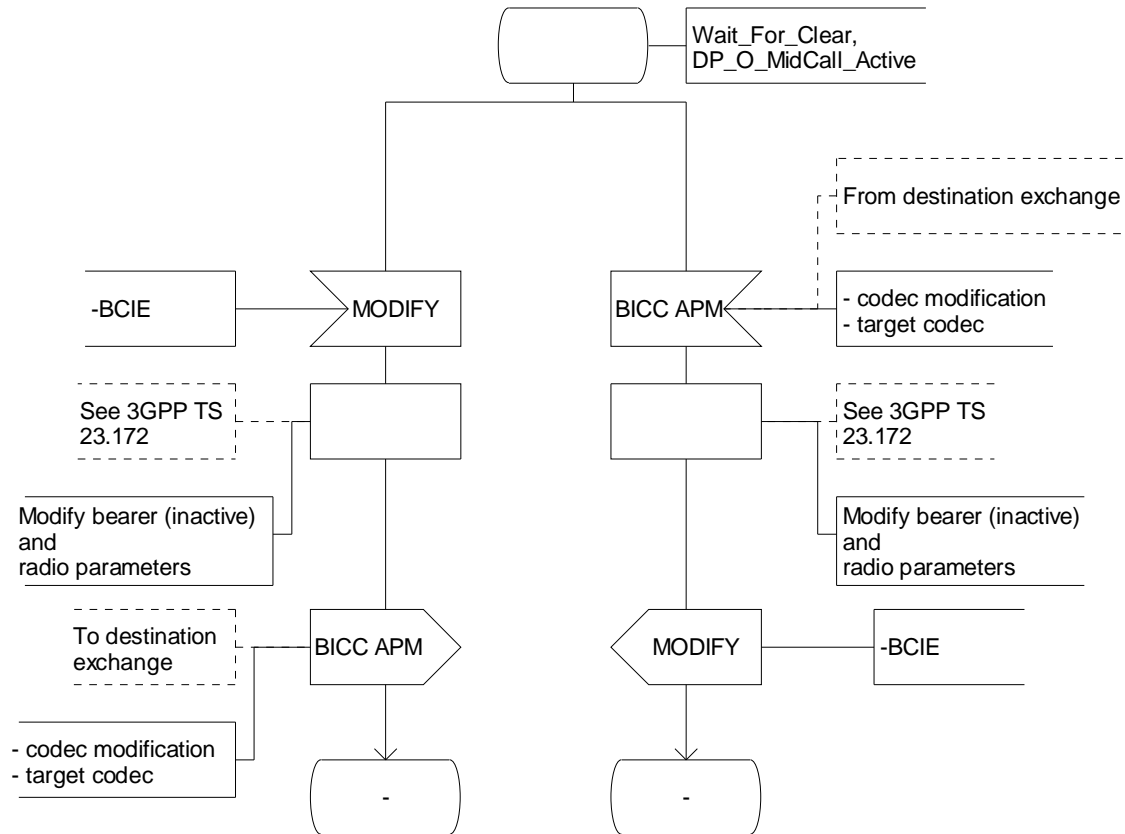 Wait_For_Clear,
DP_O_MidCall_Active
From destination exchange
-BCIE
MODIFY
BICC APM
- codec modification
- target codec
See 3GPP TS
23.172
See 3GPP TS
23.172
Modify bearer (inactive)
and
radio parameters
Modify bearer (inactive)
and
radio parameters
To destination
exchange
BICC APM
MODIFY
-BCIE
- codec modification
- target codec
-
-